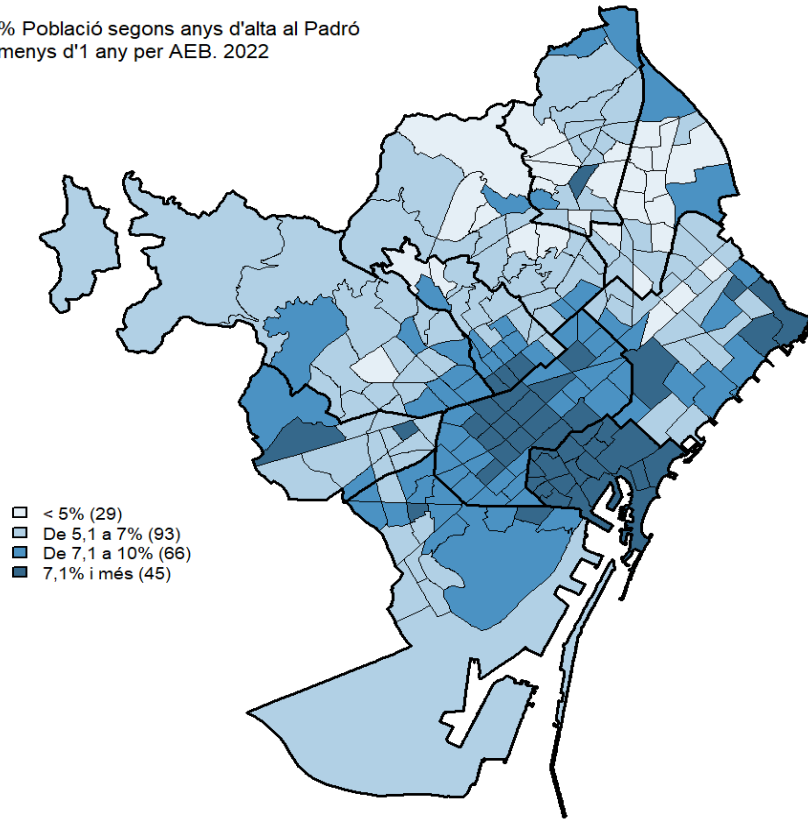 % Població segons anys d'alta al Padró
menys d'1 any per AEB. 2022
< 5% (29)
De 5,1 a 7% (93)
De 7,1 a 10% (66)
7,1% i més (45)